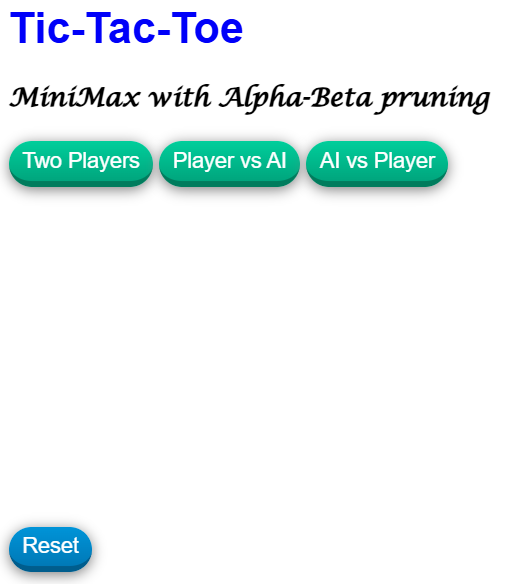 Tic-Tac-Toe
MiniMax with Alpha-Beta pruning
Two Players Player vs AI AI vs Player
Reset